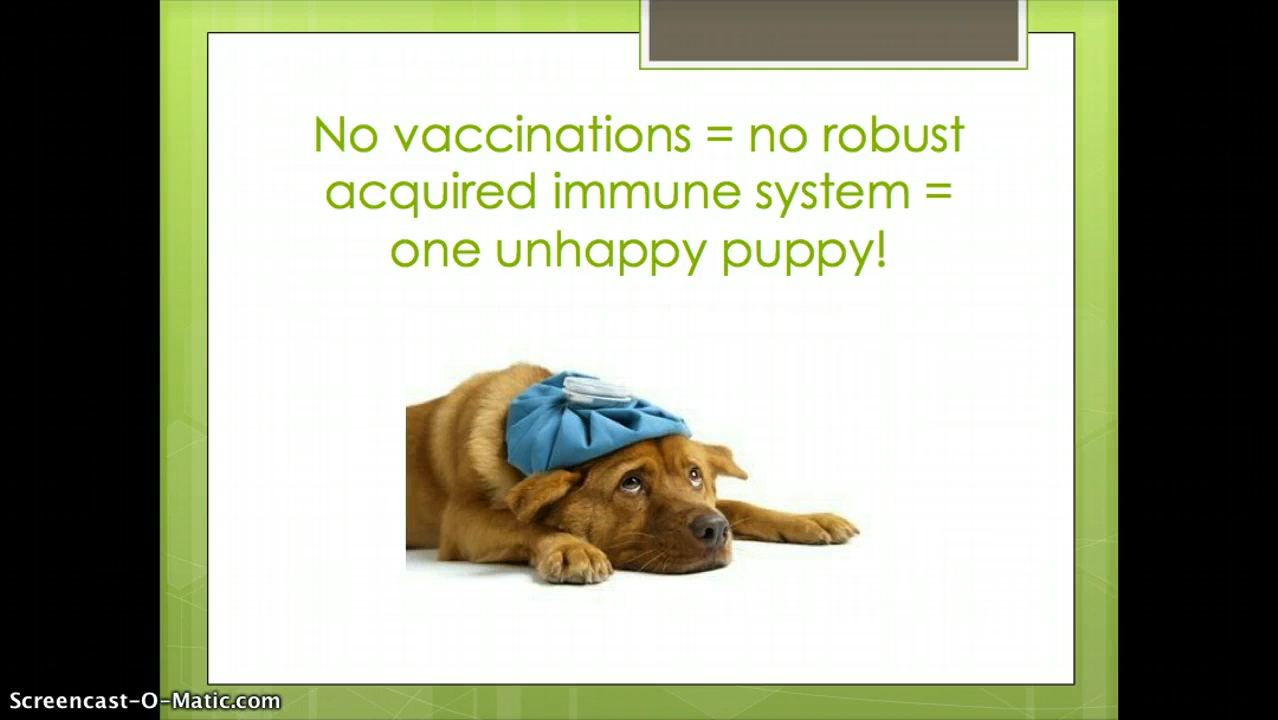 No vaccinations = no robust
acquired immune system =
one unhappy puppy!
Screencast-O-Matic.com